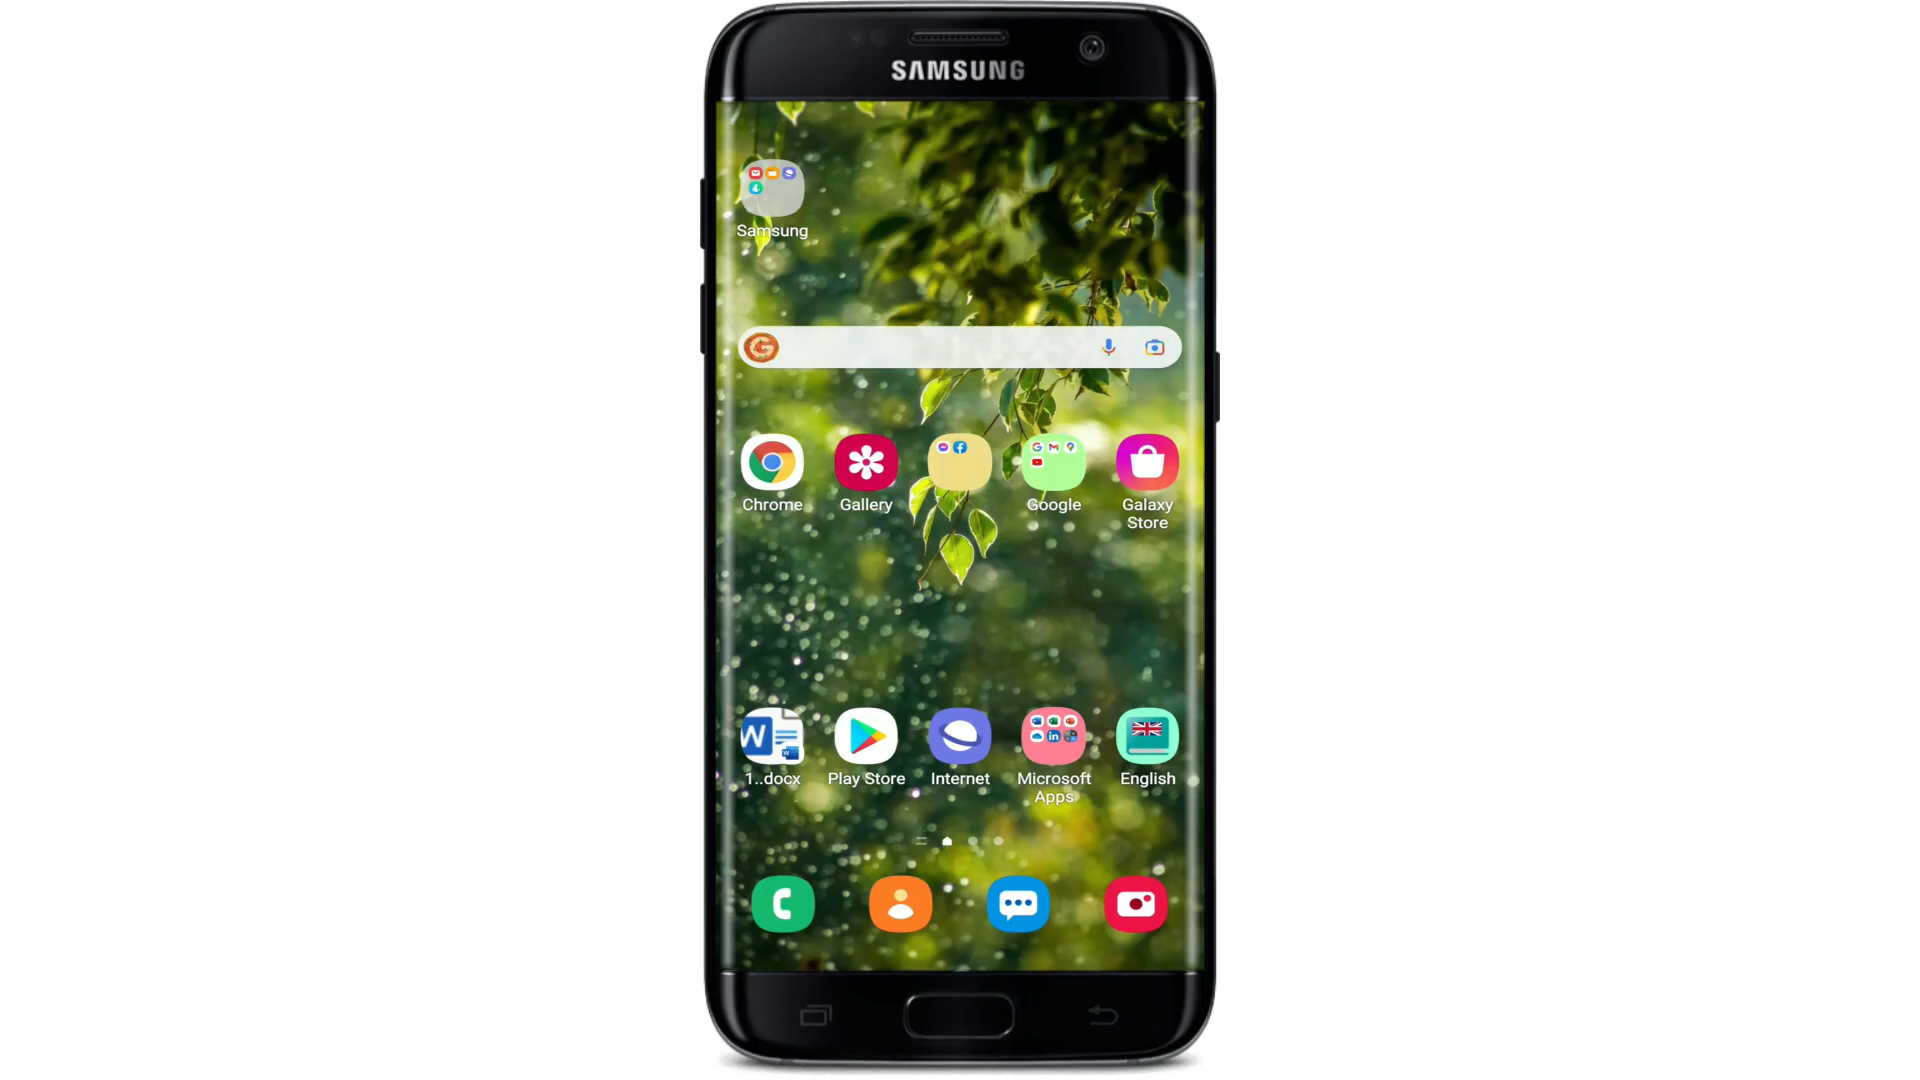 SAMSUNG
Samsung
Chrome
Gallery
Google
Galaxy
Store
1..docx
Play Store
Internet
Microsoft
Apps
English